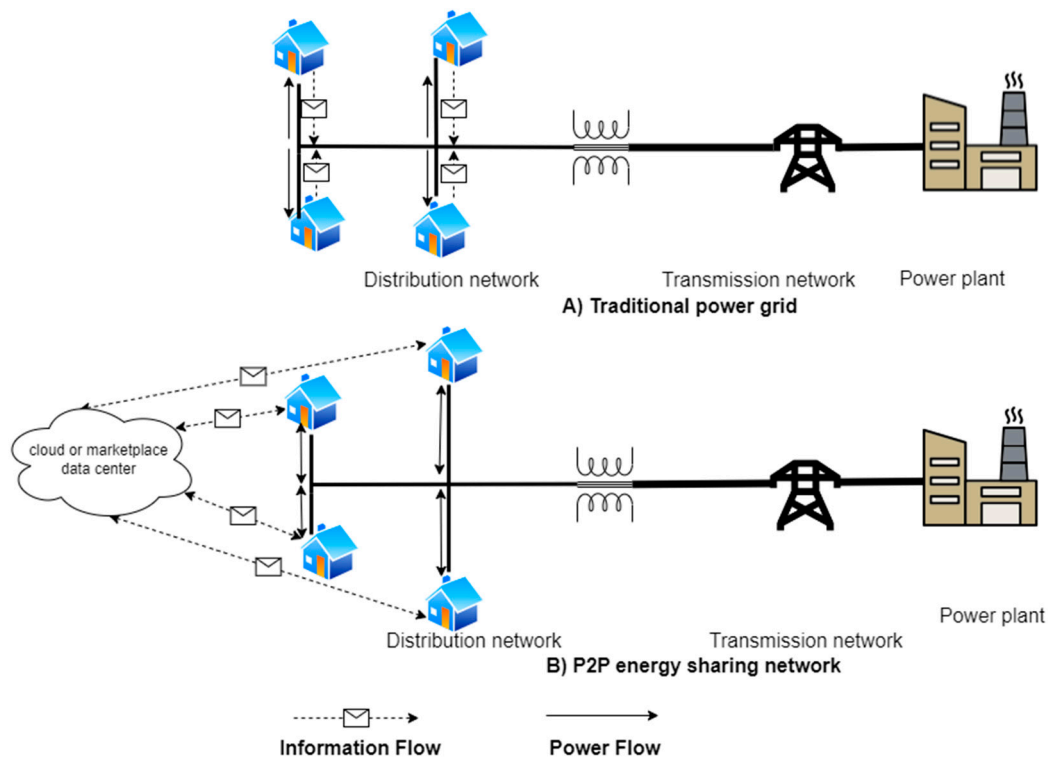 Distribution network
Transmission network
Power plant
A) Traditional power grid
cloud or marketplace
data center
Power plant
Distribution network
Transmission network
B) P2P energy sharing network
Information Flow
Power Flow